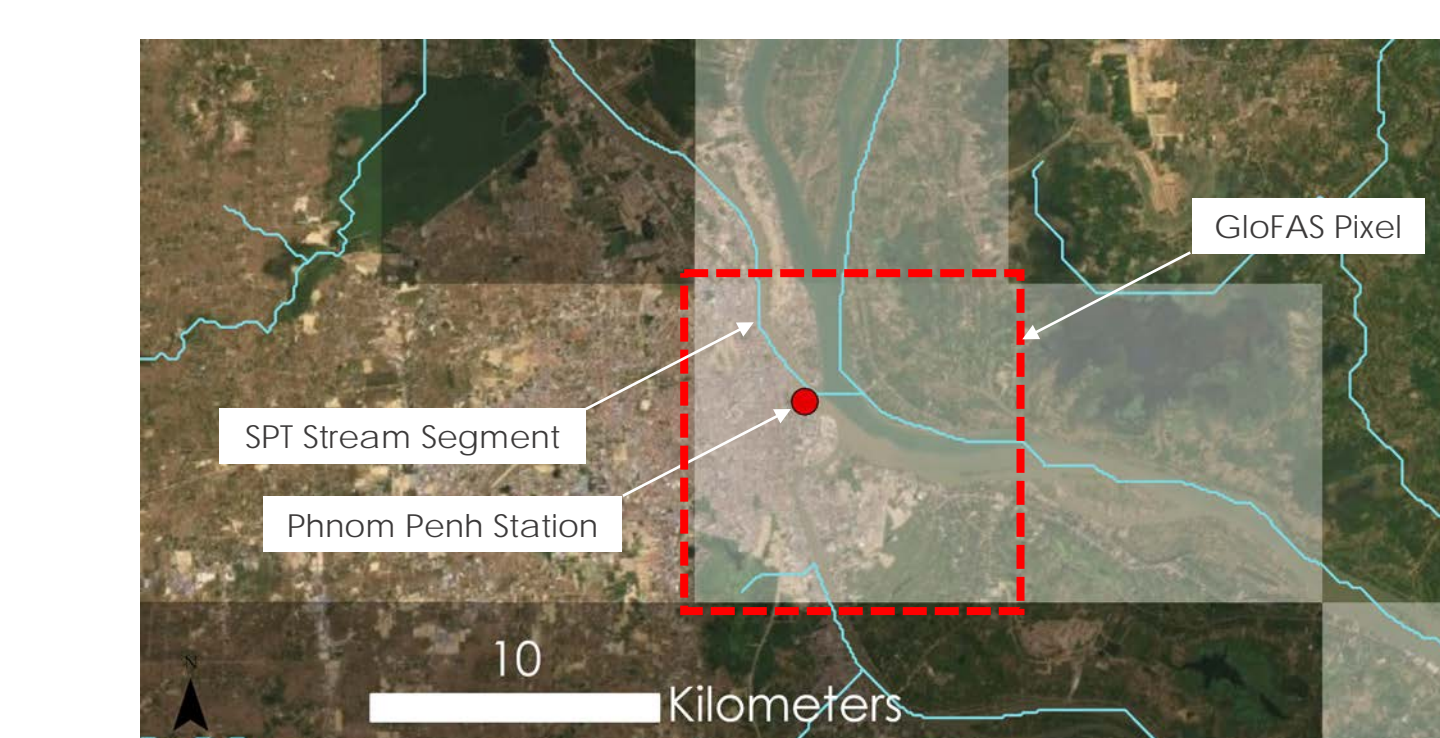 GloFAS Pixel
SPT Stream Segment
Phnom Penh Station
10
N
Kilometers